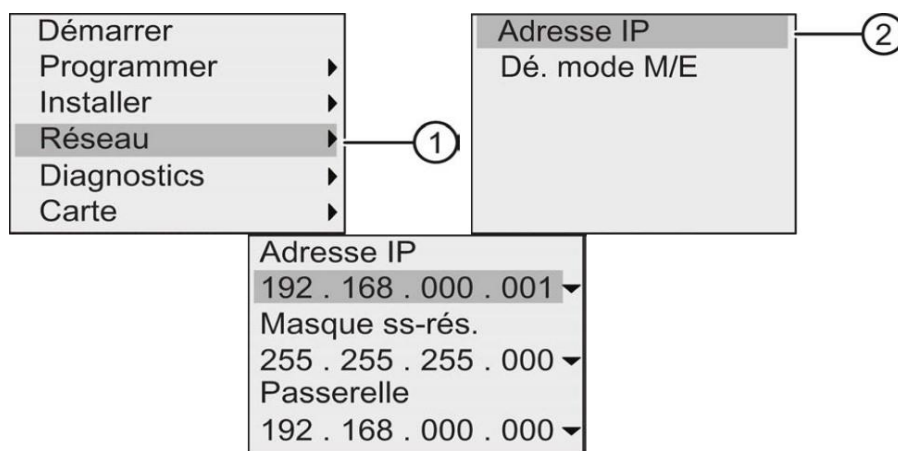 Démarrer
Programmer
Installer
Réseau
Diagnostics
Carte
1
Adresse IP
Dé. mode M/E
2
Adresse IP
192 . 168 . 000 . 001
Masque ss-rés.
255 . 255 . 255 . 000
Passerelle
192 . 168 . 000 . 000